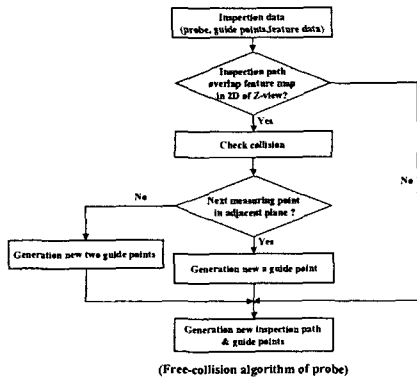 Inspection data
(probe, guide points,feature data)
Inspection path
overlap feature map
in 2D of Z-view?
Yes
No
Check collision
No
Next measuring point
in adjacent plane ?
Yes
Generation new two guide points
Generation new a guide point
Generation new inspection path
& guide points
(Free-collision algorithm of probe)